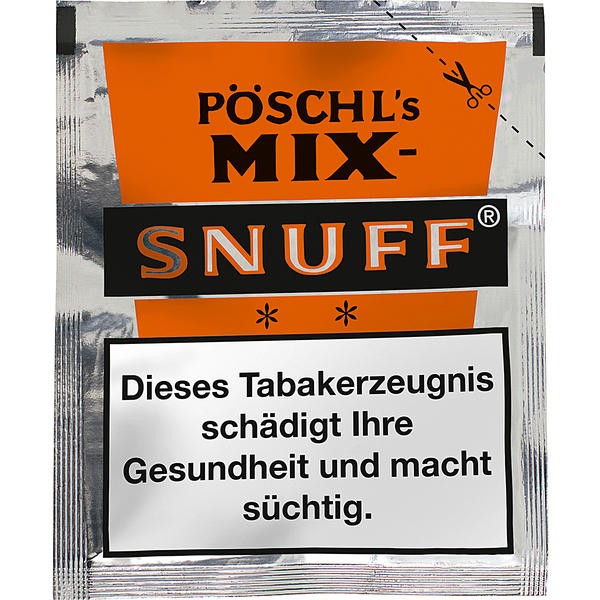 PÖSCHL's
MIX-
SNUFF®
* *
Dieses Tabakerzeugnis
schädigt Ihre
Gesundheit und macht
süchtig.